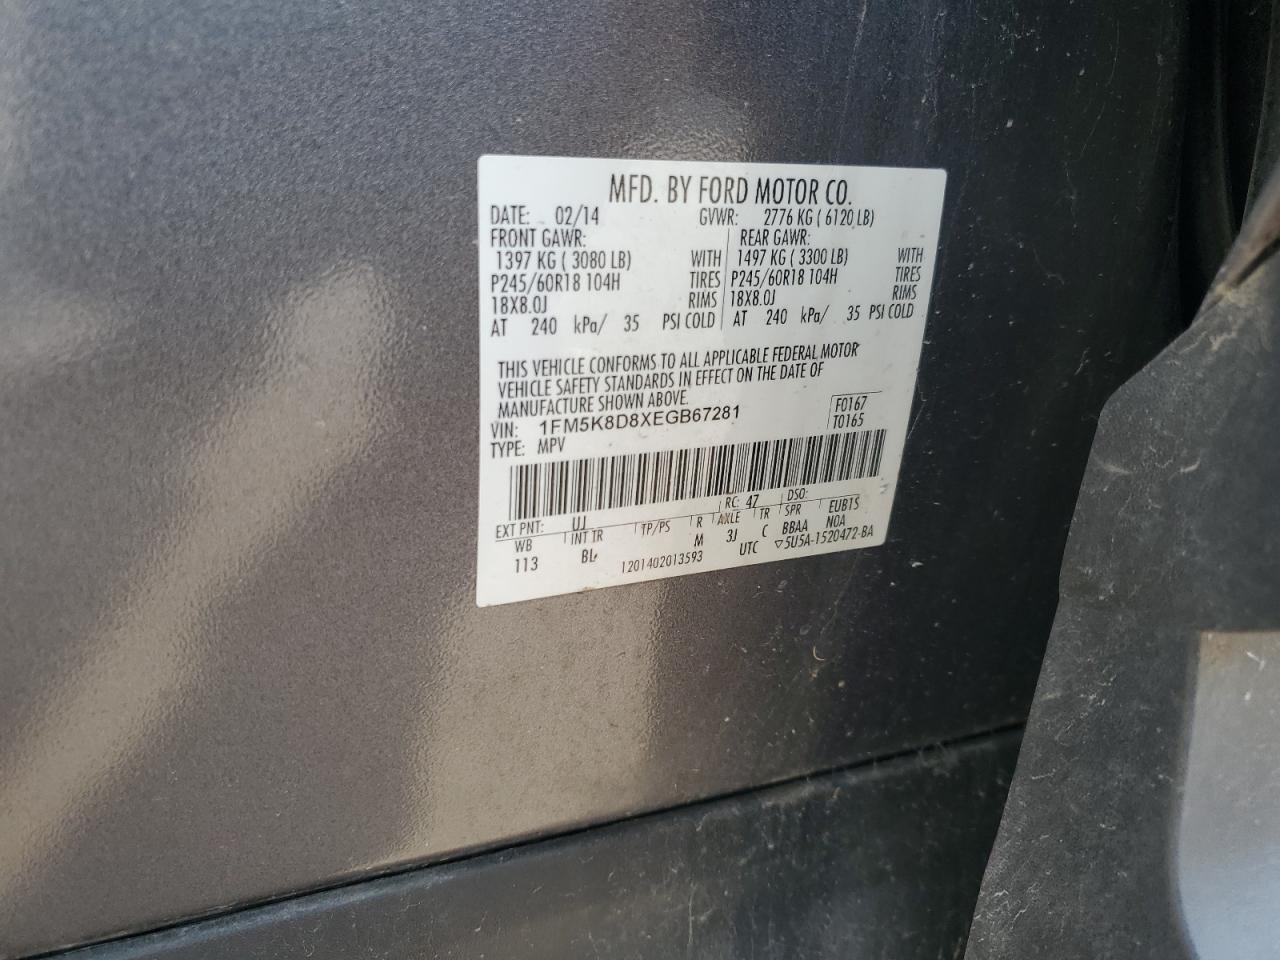 MFD. BY FORD MOTOR CO.
DATE: 02/14 GVWR: 2776 KG ( 6120 LB)
FRONT GAWR: REAR GAWR:
1397 KG ( 3080 LB) WITH 1497 KG ( 3300 LB) WITH
P245/60R18 104H TIRES P245/60R18 104H TIRES
18X8.0J RIMS 18X8.0J RIMS
AT 240 kPa/ 35 PSI COLD AT 240 kPa/ 35 PSI COLD
THIS VEHICLE CONFORMS TO ALL APPLICABLE FEDERAL MOTOR
VEHICLE SAFETY STANDARDS IN EFFECT ON THE DATE OF
MANUFACTURE SHOWN ABOVE.
VIN: 1FM5K8D8XEGB67281 F0167
TYPE: MPV T0165
EXT PNT: UJ RC: 47 DSO:
WB INT TR TP/PS R AXLE TR SPR EUB1S
113 BL M 3J C BBAA NOA
1201402013593 UTC ▽5U5A-1520472-BA